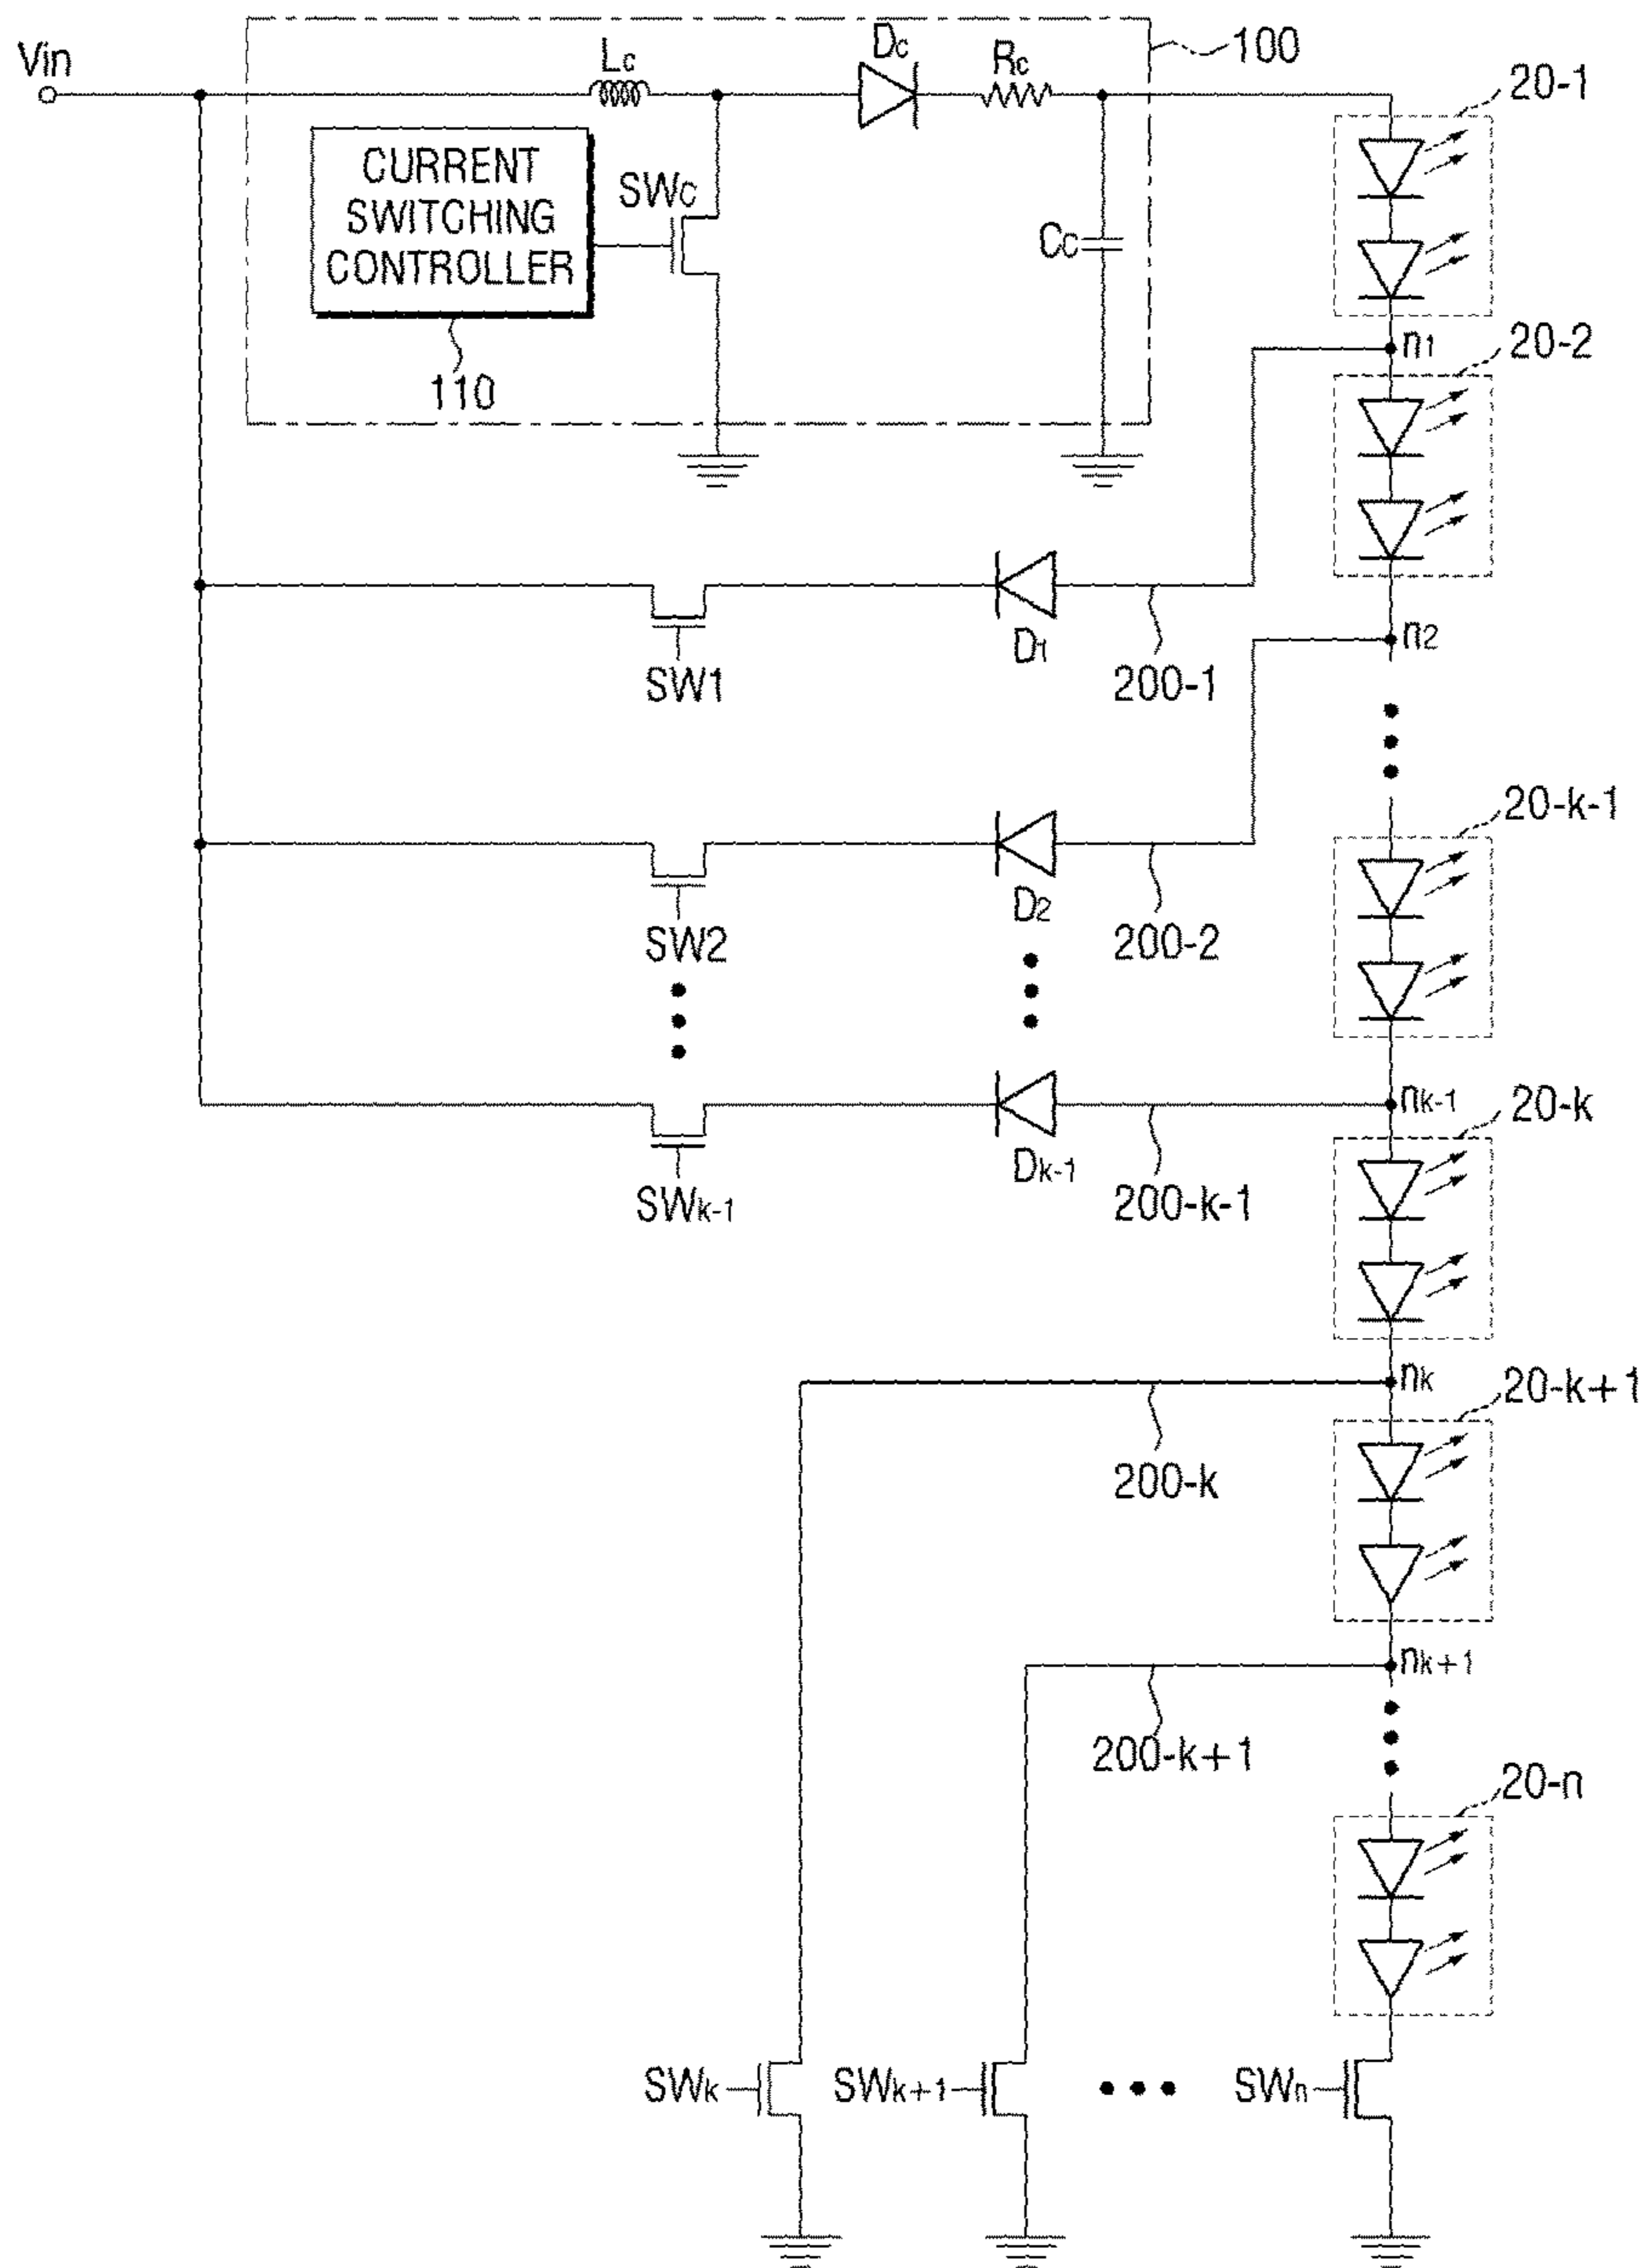 Vin
Lc
Dc
Rc
100
20-1
CURRENT
SWITCHING
CONTROLLER
SWC
CC
110
n1
20-2
D1
SW1
200-1
n2
20-k-1
D2
SW2
200-2
nk-1
20-k
Dk-1
SWk-1
200-k-1
nk
20-k+1
200-k
nk+1
200-k+1
20-n
SWk
SWk+1
SWn